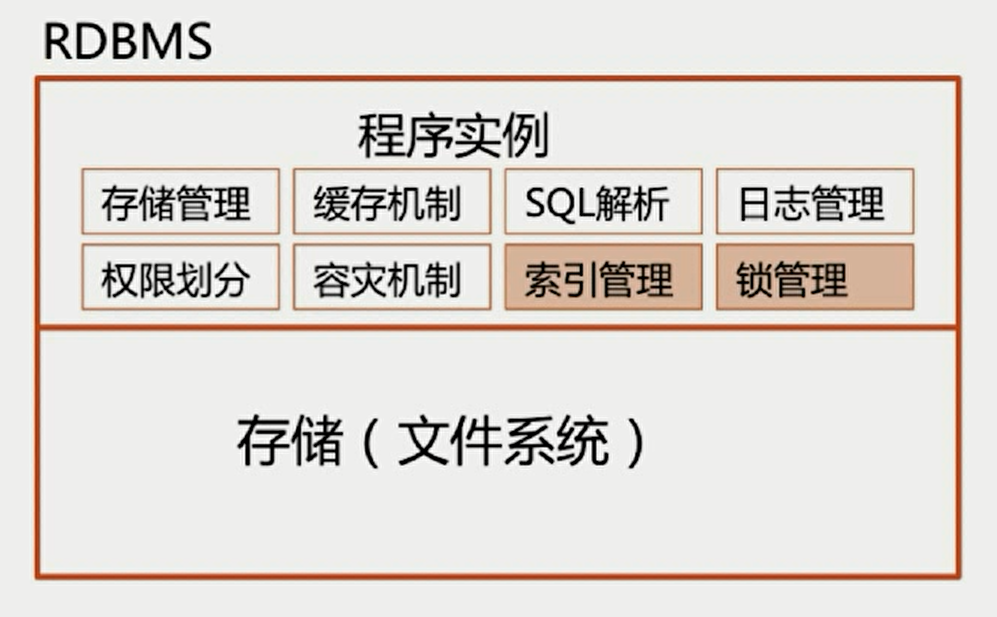 RDBMS
程序实例
存储管理 缓存机制 SQL解析 日志管理
权限划分 容灾机制 索引管理 锁管理
存储（文件系统）